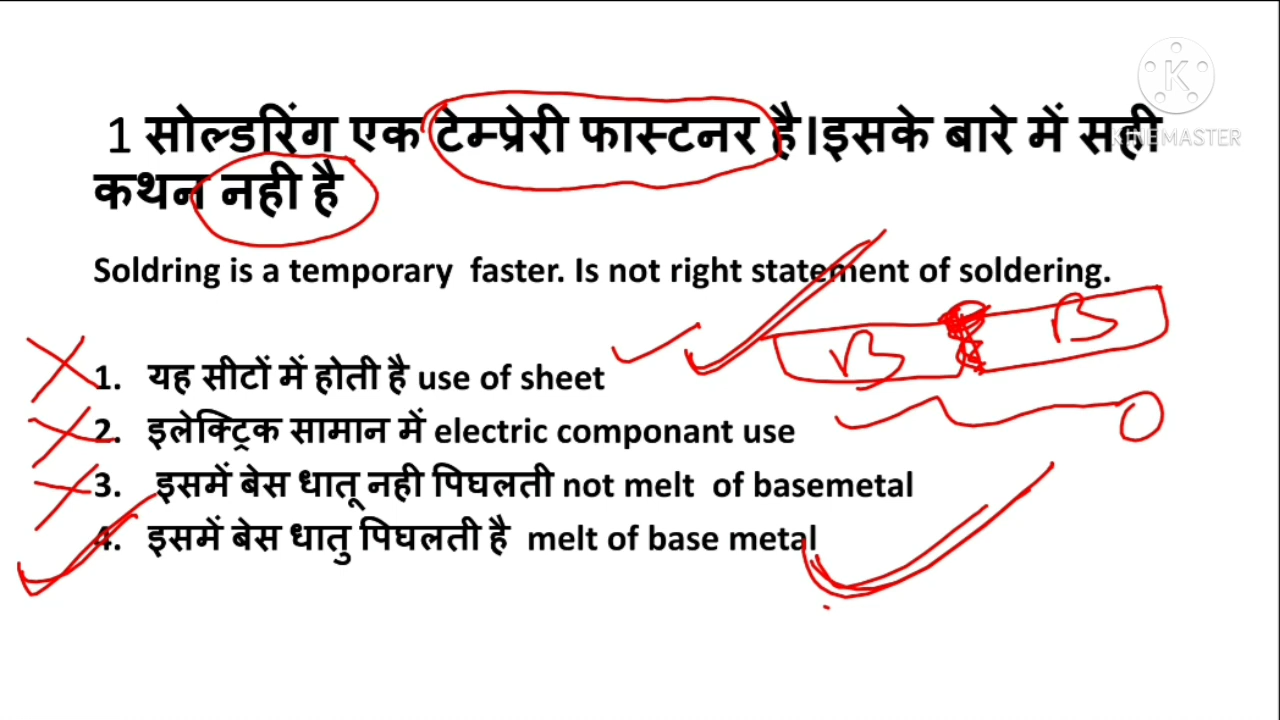 K
KINEMASTER
1 सोल्डरिंग एक टेम्प्रेरी फास्टनर है।इसके बारे में सही
कथन नही है
Soldring is a temporary faster. Is not right statement of soldering.
B
B
1. यह सीटों में होती है use of sheet
2. इलेक्ट्रिक सामान में electric componant use
3. इसमें बेस धातू नही पिघलती not melt of basemetal
4. इसमें बेस धातु पिघलती है melt of base metal